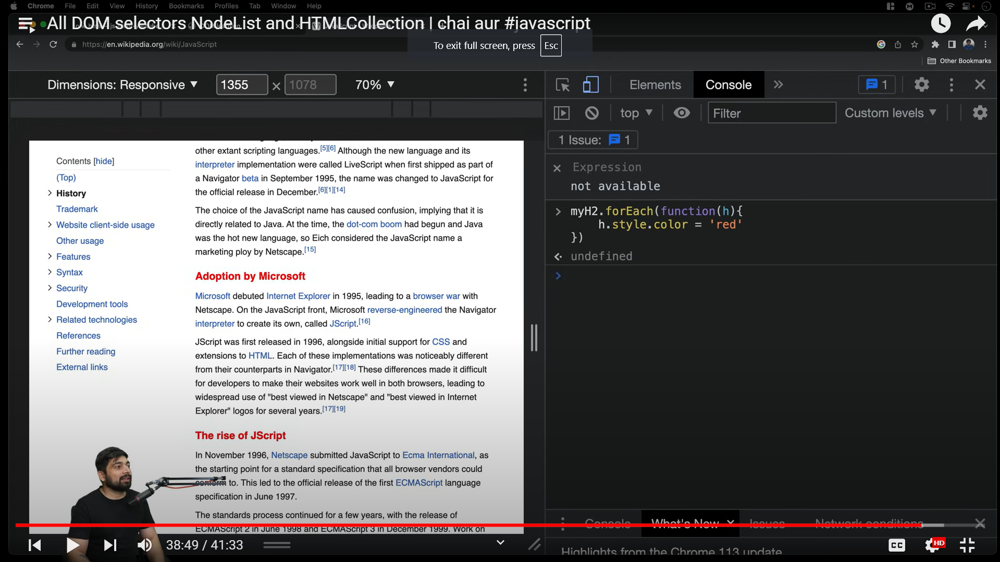 Chrome File Edit View History Bookmarks Profiles Tab Window Help
All DOM selectors NodeList and HTMLCollection | chai aur #javascript
https://en.wikipedia.org/wiki/JavaScript
To exit full screen, press Esc
Other Bookmarks
Dimensions: Responsive 1355 × 1078 70%
Elements Console 1
top Filter Custom levels
1 Issue: 1
Contents [hide]
(Top)
History
Trademark
Website client-side usage
Other usage
Features
Syntax
Security
Development tools
Related technologies
References
Further reading
External links
other extant scripting languages.[5][6] Although the new language and its
interpreter implementation were called LiveScript when first shipped as part of
a Navigator beta in September 1995, the name was changed to JavaScript for
the official release in December.[6][1][14]
The choice of the JavaScript name has caused confusion, implying that it is
directly related to Java. At the time, the dot-com boom had begun and Java
was the hot new language, so Eich considered the JavaScript name a
marketing ploy by Netscape.[15]
Adoption by Microsoft
Microsoft debuted Internet Explorer in 1995, leading to a browser war with
Netscape. On the JavaScript front, Microsoft reverse-engineered the Navigator
interpreter to create its own, called JScript.[16]
JScript was first released in 1996, alongside initial support for CSS and
extensions to HTML. Each of these implementations was noticeably different
from their counterparts in Navigator.[17][18] These differences made it difficult
for developers to make their websites work well in both browsers, leading to
widespread use of "best viewed in Netscape" and "best viewed in Internet
Explorer" logos for several years.[17][19]
The rise of JScript
In November 1996, Netscape submitted JavaScript to Ecma International, as
the starting point for a standard specification that all browser vendors could
conform to. This led to the official release of the first ECMAScript language
specification in June 1997.
The standards process continued for a few years, with the release of
ECMAScript 2 in June 1998 and ECMAScript 3 in December 1999. Work on
Expression
not available
myH2.forEach(function(h){
h.style.color = 'red'
})
undefined
Console What's New Issues Network conditions
Highlights from the Chrome 113 update
38:49 / 41:33
CC HD